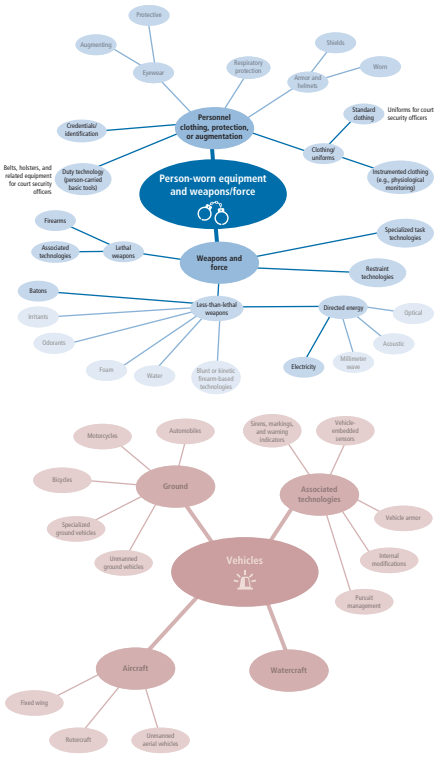 Protective
Augmenting
Eyewear
Respiratory
protection
Shields
Armor and
helmets
Worn
Personnel
clothing, protection,
or augmentation
Credentials/
identification
Standard
clothing
Uniforms for court
security officers
Clothing/
uniforms
Belts, holsters, and
related equipment
for court security
officers
Duty technology
(person-carried
basic tools)
Instrumented clothing
(e.g., physiological
monitoring)
Person-worn equipment
and weapons/force
Firearms
Associated
technologies
Lethal
weapons
Weapons and
force
Specialized task
technologies
Restraint
technologies
Batons
Irritants
Odorants
Foam
Water
Blunt or kinetic
firearm-based
technologies
Less-than-lethal
weapons
Directed energy
Optical
Acoustic
Millimeter
wave
Electricity
Motorcycles
Automobiles
Bicycles
Ground
Specialized
ground vehicles
Unmanned
ground vehicles
Sirens, markings,
and warning
indicators
Vehicle-
embedded
sensors
Associated
technologies
Vehicle armor
Internal
modifications
Pursuit
management
Vehicles
Aircraft
Watercraft
Fixed wing
Rotorcraft
Unmanned
aerial vehicles